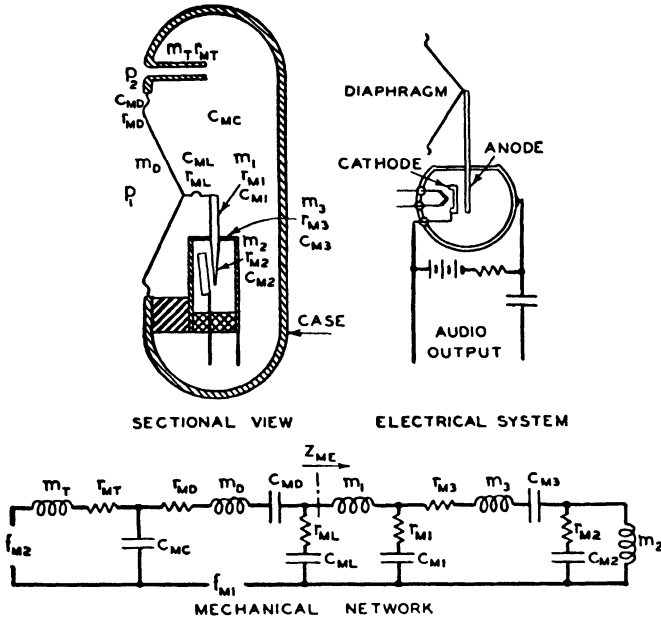 m_T r_MT
p_2
C_MD
r_MD
C_MC
m_D
C_ML
r_ML
m_1
r_M1
C_M1
p_1
m_3
r_M3
C_M3
m_2
r_M2
C_M2
CASE
SECTIONAL VIEW
DIAPHRAGM
ANODE
CATHODE
AUDIO
OUTPUT
ELECTRICAL SYSTEM
Z_ME
m_T r_MT r_MD m_D C_MD m_1 r_M3 m_3 C_M3
f_M2
C_MC
r_ML
C_ML
r_M1
C_M1
r_M2
C_M2
m_2
f_M1
MECHANICAL NETWORK